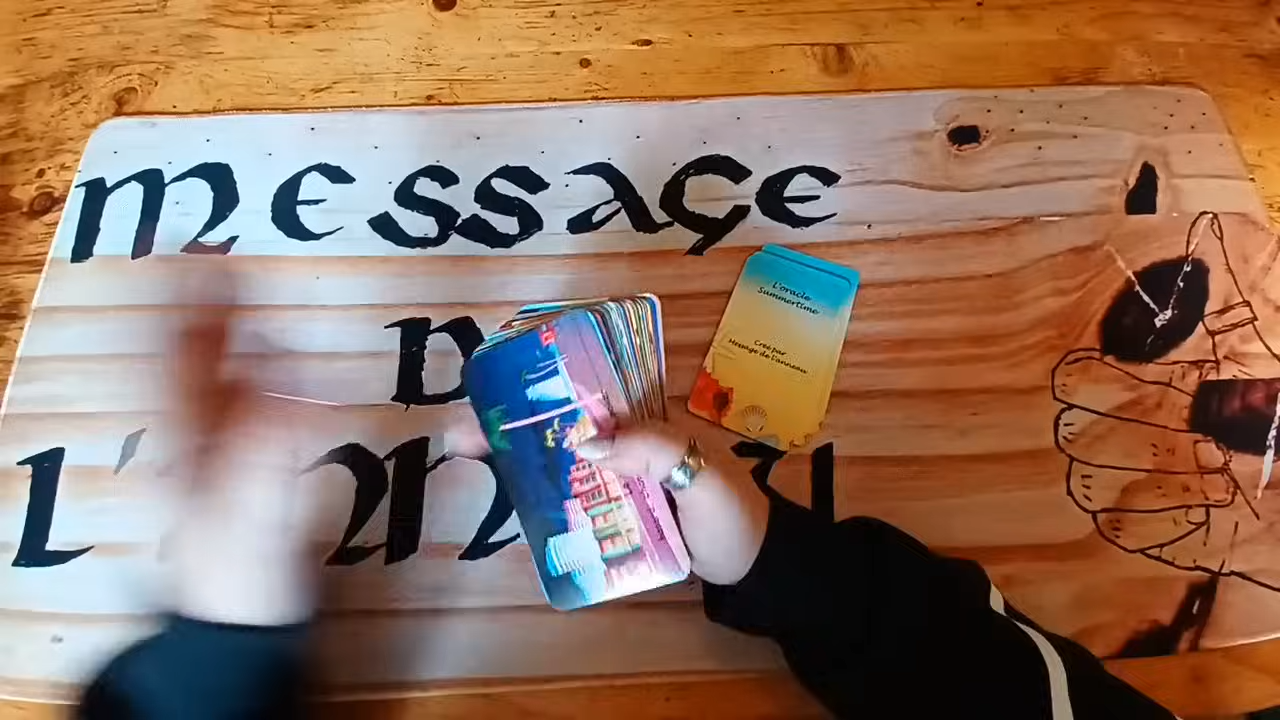 MESSAGE
L'oracle
Summertime
Créé par
Message de l'anneau